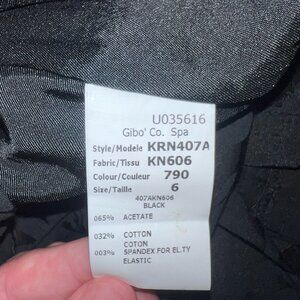 U035616
Gibo' Co. Spa
Style/Modele KRN407A
Fabric/Tissu KN606
Colour/Couleur 790
Size/Taille 6
407AKN606
BLACK
065% ACETATE
032% COTTON
COTON
003% SPANDEX FOR EL.TY
ELASTIC